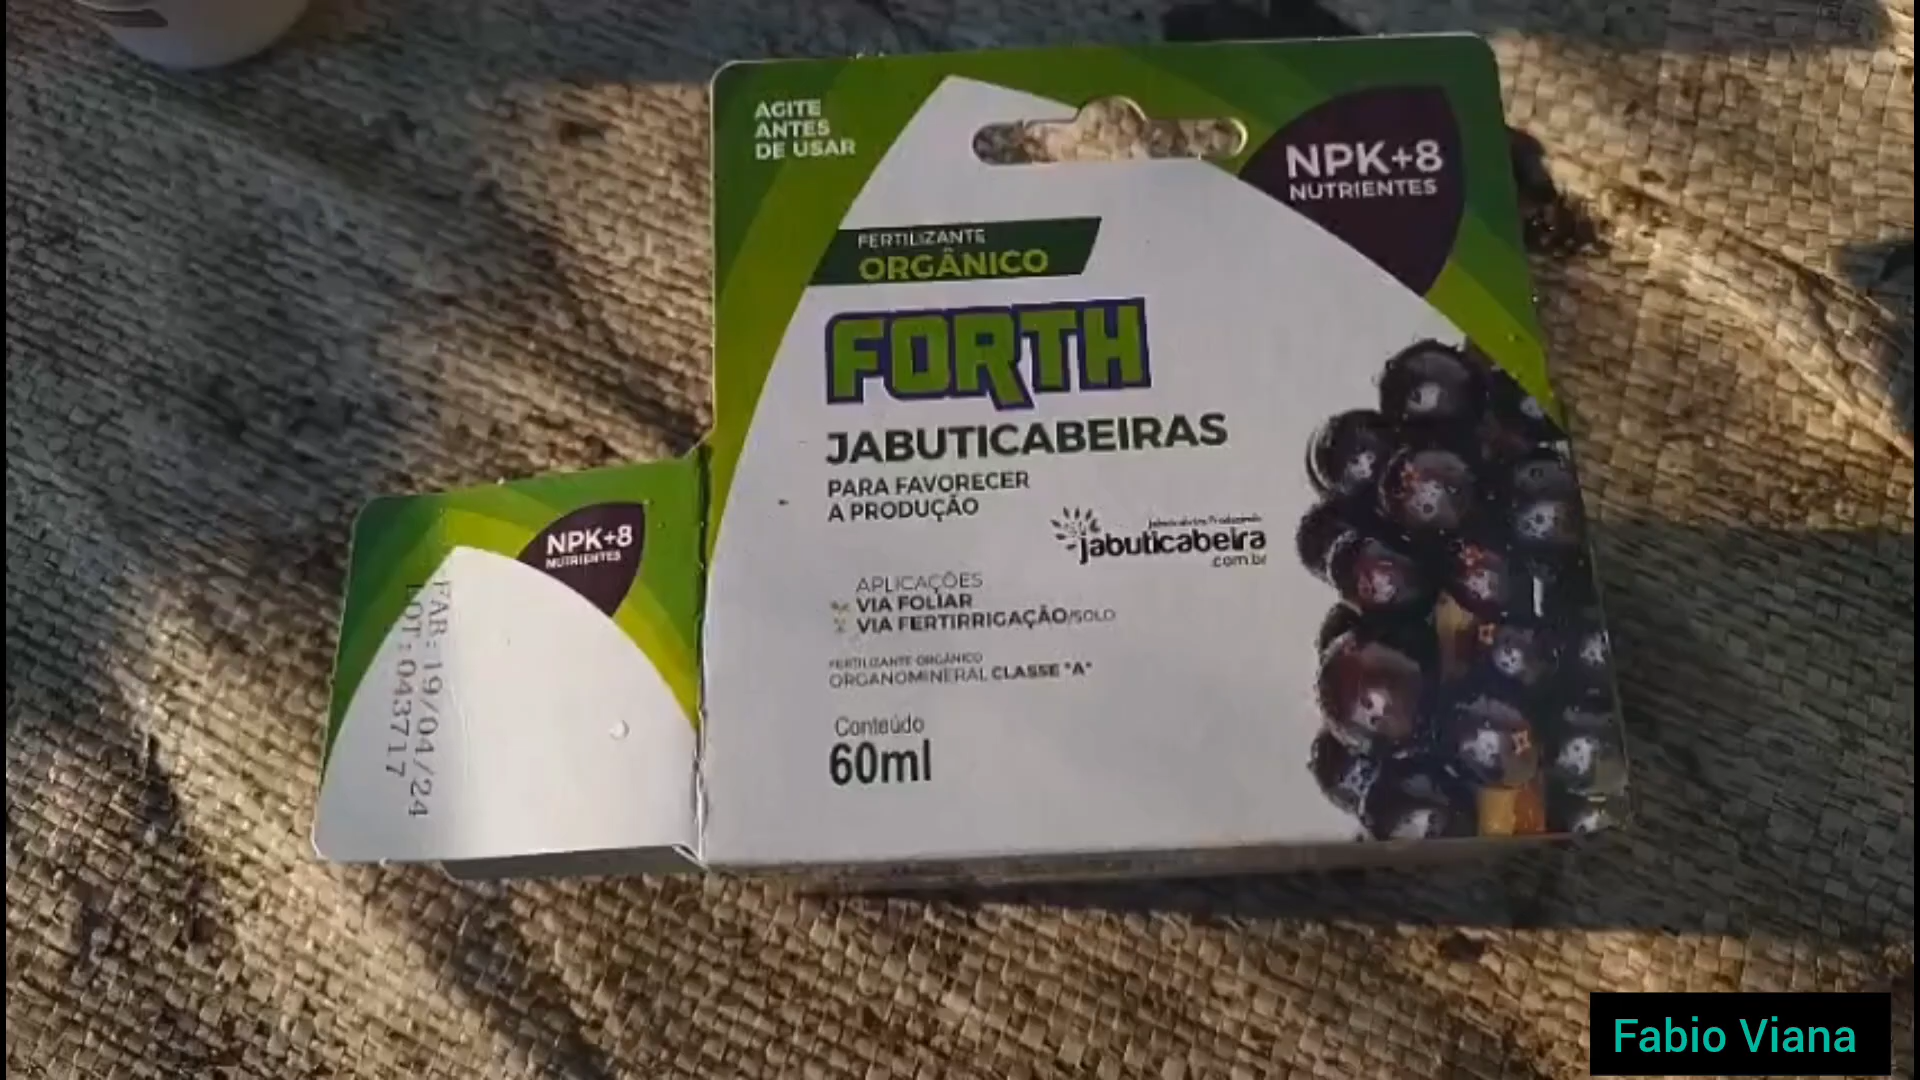 AGITE
ANTES
DE USAR
NPK+8
NUTRIENTES
FERTILIZANTE
ORGÂNICO
FORTH
JABUTICABEIRAS
PARA FAVORECER
A PRODUÇÃO
jabuticabeira
.com.br
APLICAÇÕES
VIA FOLIAR
VIA FERTIRRIGAÇÃO/SOLO
FERTILIZANTE ORGÂNICO
ORGANOMINERAL CLASSE "A"
Conteúdo
60ml
NPK+8
NUTRIENTES
FAB:19/04/24
LOT:043717
Fabio Viana